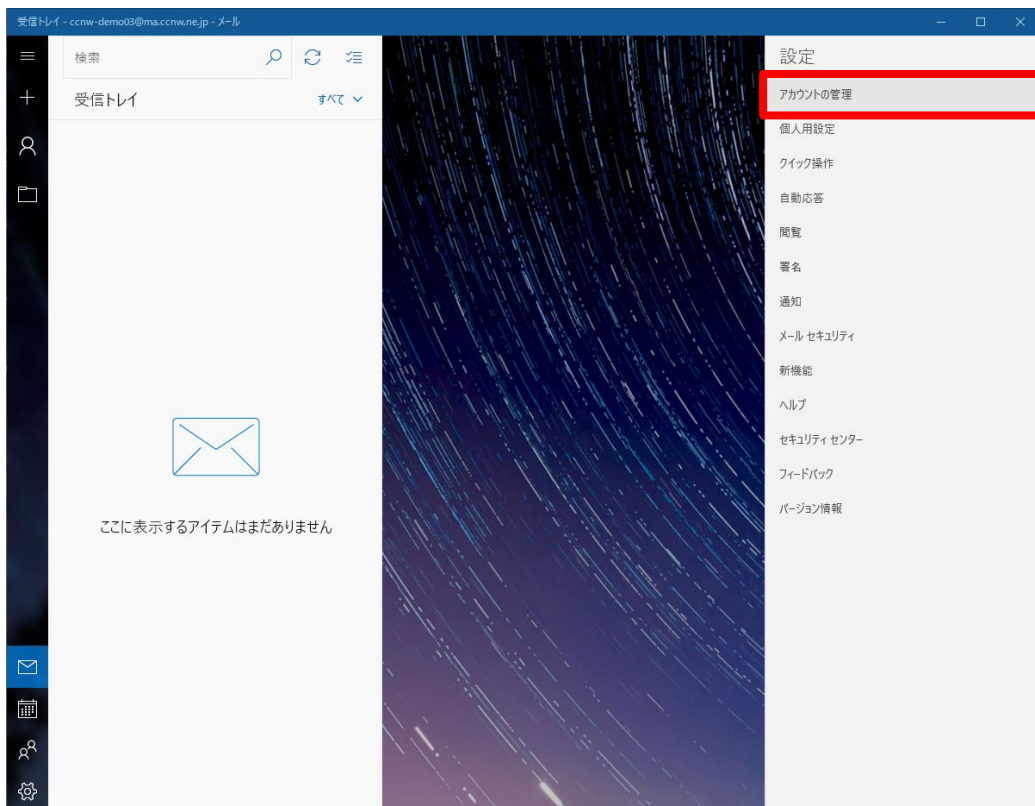 受信トレイ - ccnw-demo03@ma.ccnw.ne.jp - メール
検索
受信トレイ
すべて
ここに表示するアイテムはまだありません
設定
アカウントの管理
個人用設定
クイック操作
自動応答
閲覧
署名
通知
メール セキュリティ
新機能
ヘルプ
セキュリティ センター
フィードバック
バージョン情報